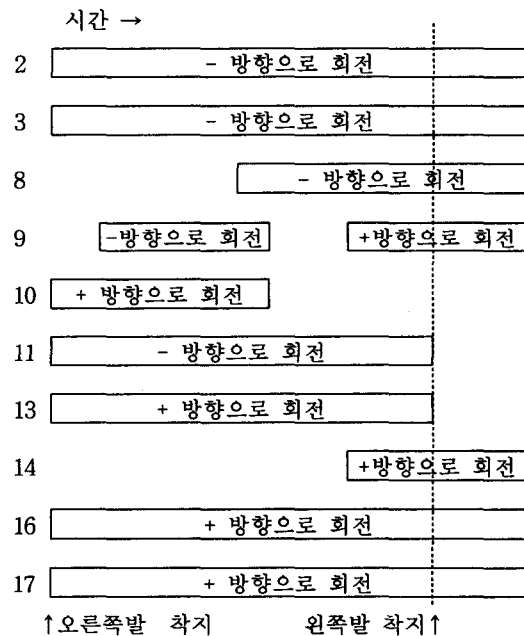 시간 →
2 - 방향으로 회전
3 - 방향으로 회전
8 - 방향으로 회전
9 -방향으로 회전 +방향으로 회전
10 + 방향으로 회전
11 - 방향으로 회전
13 + 방향으로 회전
14 +방향으로 회전
16 + 방향으로 회전
17 + 방향으로 회전
↑오른쪽발 착지 왼쪽발 착지↑